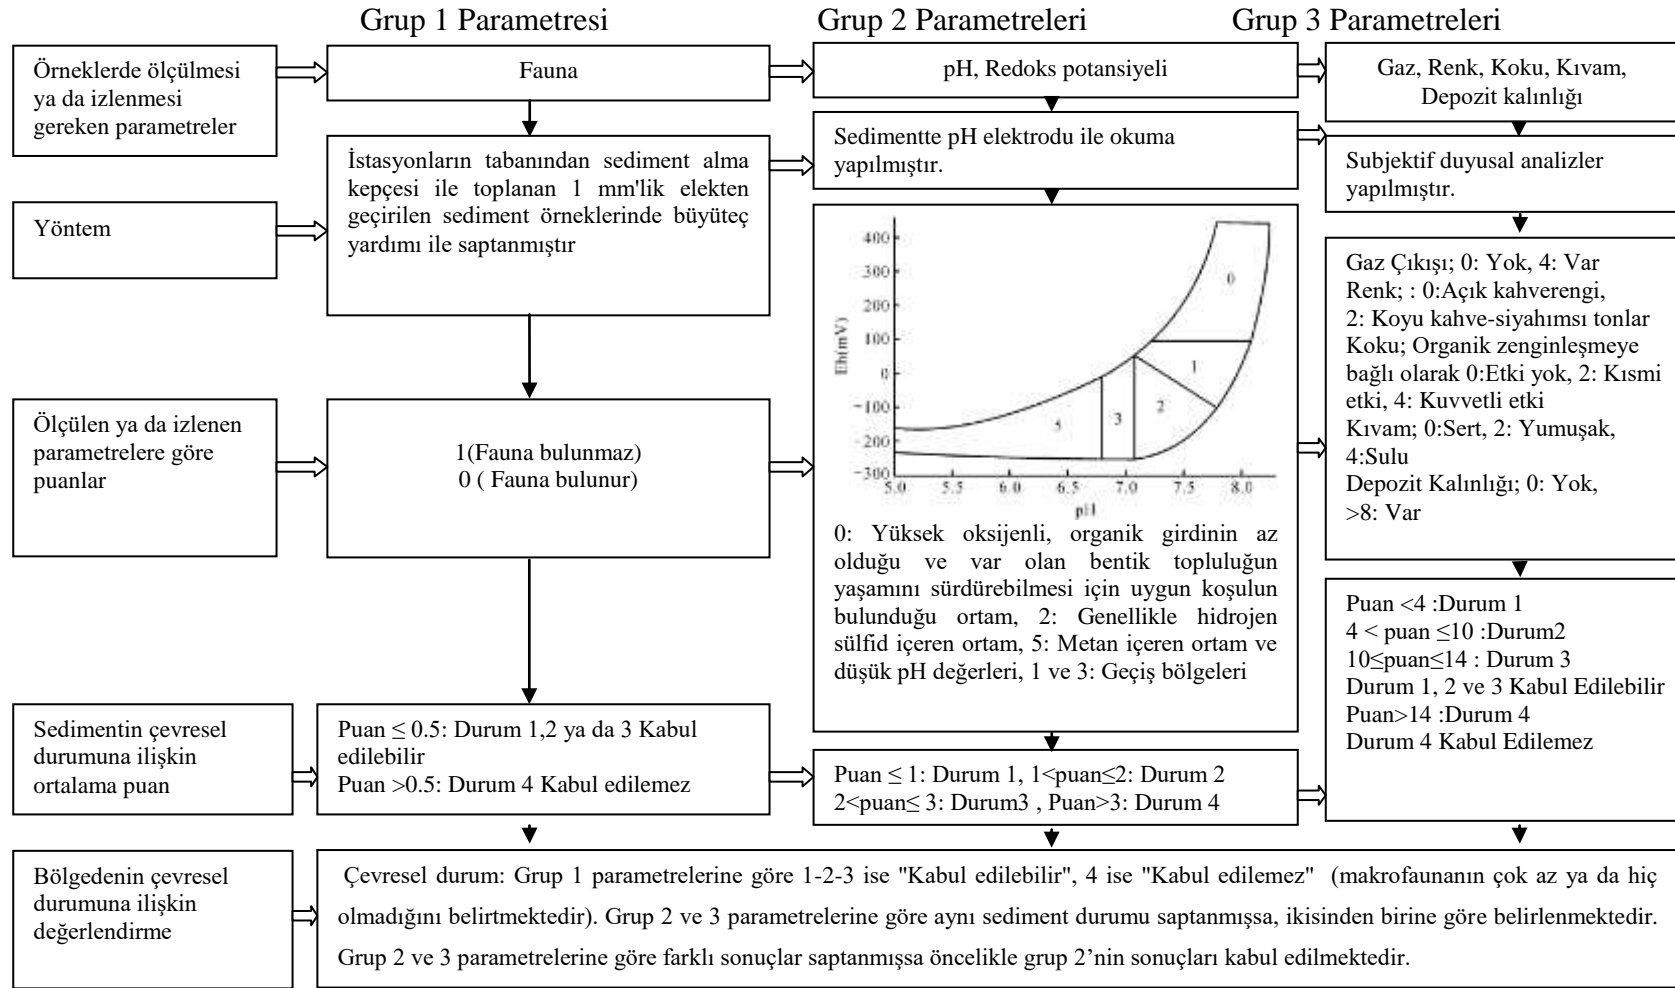 Grup 1 Parametresi
Grup 2 Parametreleri
Grup 3 Parametreleri
Örneklerde ölçülmesi
ya da izlenmesi
gereken parametreler
Fauna
pH, Redoks potansiyeli
Gaz, Renk, Koku, Kıvam,
Depozit kalınlığı
Yöntem
İstasyonların tabanından sediment alma
kepçesi ile toplanan 1 mm'lik elekten
geçirilen sediment örneklerinde büyüteç
yardımı ile saptanmıştır
Sedimentte pH elektrodu ile okuma
yapılmıştır.
Subjektif duyusal analizler
yapılmıştır.
Ölçülen ya da izlenen
parametrelere göre
puanlar
1(Fauna bulunmaz)
0 ( Fauna bulunur)
Eh(mV)
400
300
200
100
0
-100
-200
-300
5.0 5.5 6.0 6.5 7.0 7.5 8.0
pH
0
1
2
3
5
0: Yüksek oksijenli, organik girdinin az
olduğu ve var olan bentik topluluğun
yaşamını sürdürebilmesi için uygun koşulun
bulunduğu ortam, 2: Genellikle hidrojen
sülfid içeren ortam, 5: Metan içeren ortam ve
düşük pH değerleri, 1 ve 3: Geçiş bölgeleri
Gaz Çıkışı; 0: Yok, 4: Var
Renk; : 0:Açık kahverengi,
2: Koyu kahve-siyahımsı tonlar
Koku; Organik zenginleşmeye
bağlı olarak 0:Etki yok, 2: Kısmi
etki, 4: Kuvvetli etki
Kıvam; 0:Sert, 2: Yumuşak,
4:Sulu
Depozit Kalınlığı; 0: Yok,
>8: Var
Sedimentin çevresel
durumuna ilişkin
ortalama puan
Puan ≤ 0.5: Durum 1,2 ya da 3 Kabul
edilebilir
Puan >0.5: Durum 4 Kabul edilemez
Puan ≤ 1: Durum 1, 1<puan≤2: Durum 2
2<puan≤ 3: Durum3 , Puan>3: Durum 4
Puan <4 :Durum 1
4 < puan ≤10 :Durum2
10≤puan≤14 : Durum 3
Durum 1, 2 ve 3 Kabul Edilebilir
Puan>14 :Durum 4
Durum 4 Kabul Edilemez
Bölgedenin çevresel
durumuna ilişkin
değerlendirme
Çevresel durum: Grup 1 parametrelerine göre 1-2-3 ise "Kabul edilebilir", 4 ise "Kabul edilemez" (makrofaunanın çok az ya da hiç
olmadığını belirtmektedir). Grup 2 ve 3 parametrelerine göre aynı sediment durumu saptanmışsa, ikisinden birine göre belirlenmektedir.
Grup 2 ve 3 parametrelerine göre farklı sonuçlar saptanmışsa öncelikle grup 2’nin sonuçları kabul edilmektedir.